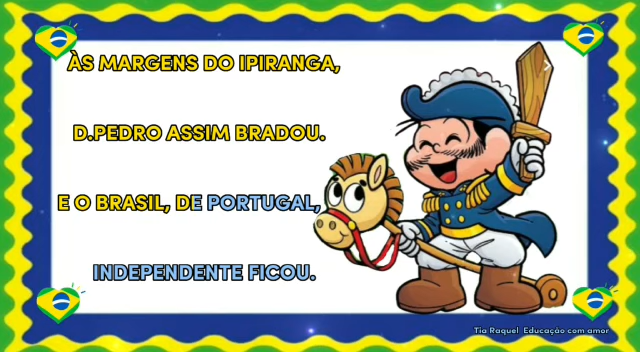 ÀS MARGENS DO IPIRANGA,
D.PEDRO ASSIM BRADOU.
E O BRASIL, DE PORTUGAL,
INDEPENDENTE FICOU.
Tia Raquel Educação com amor